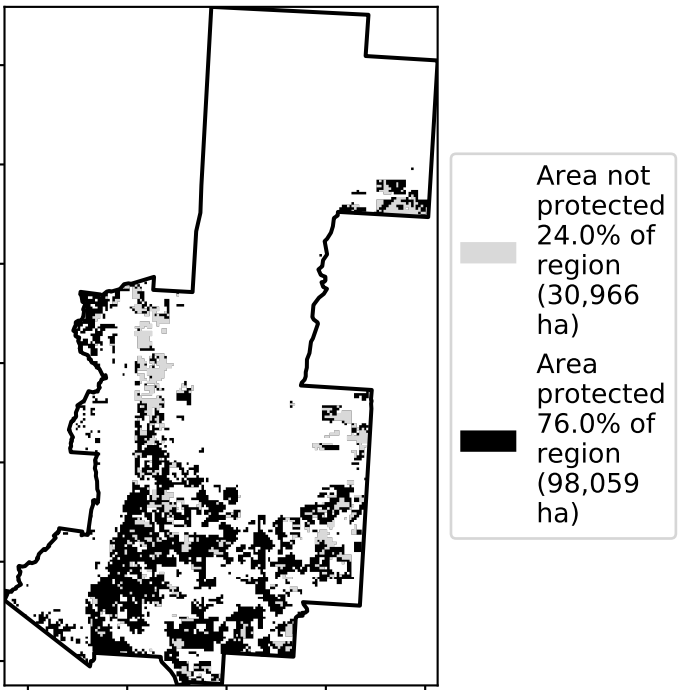 Area not
protected
24.0% of
region
(30,966
ha)
Area
protected
76.0% of
region
(98,059
ha)